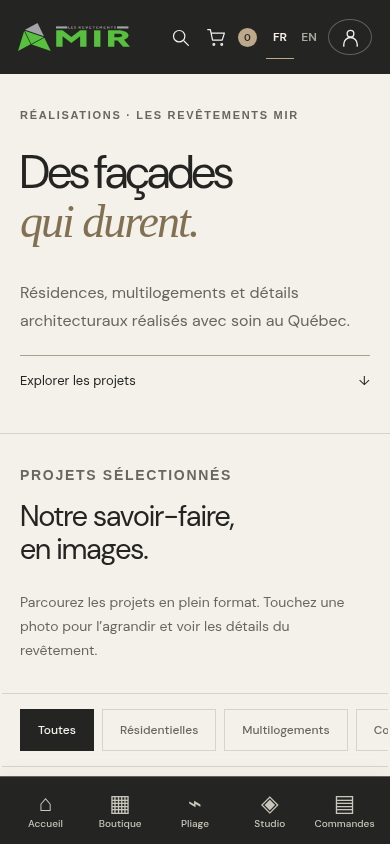 LES REVÊTEMENTS
MIR
0
FR
EN
RÉALISATIONS · LES REVÊTEMENTS MIR
Des façades
qui durent.
Résidences, multilogements et détails
architecturaux réalisés avec soin au Québec.
Explorer les projets ↓
PROJETS SÉLECTIONNÉS
Notre savoir-faire,
en images.
Parcourez les projets en plein format. Touchez une
photo pour l’agrandir et voir les détails du
revêtement.
Toutes
Résidentielles
Multilogements
Co
Accueil
Boutique
Pliage
Studio
Commandes